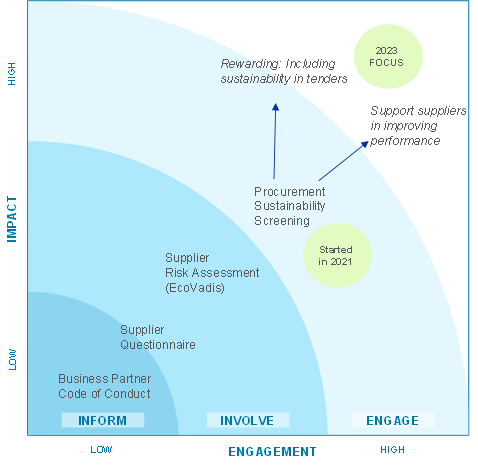 2023
FOCUS
Rewarding: Including
sustainability in tenders
Support suppliers
in improving
performance
Procurement
Sustainability
Screening
Started
in 2021
Supplier
Risk Assessment
(EcoVadis)
Supplier
Questionnaire
Business Partner
Code of Conduct
HIGH
IMPACT
LOW
INFORM
INVOLVE
ENGAGE
LOW
ENGAGEMENT
HIGH